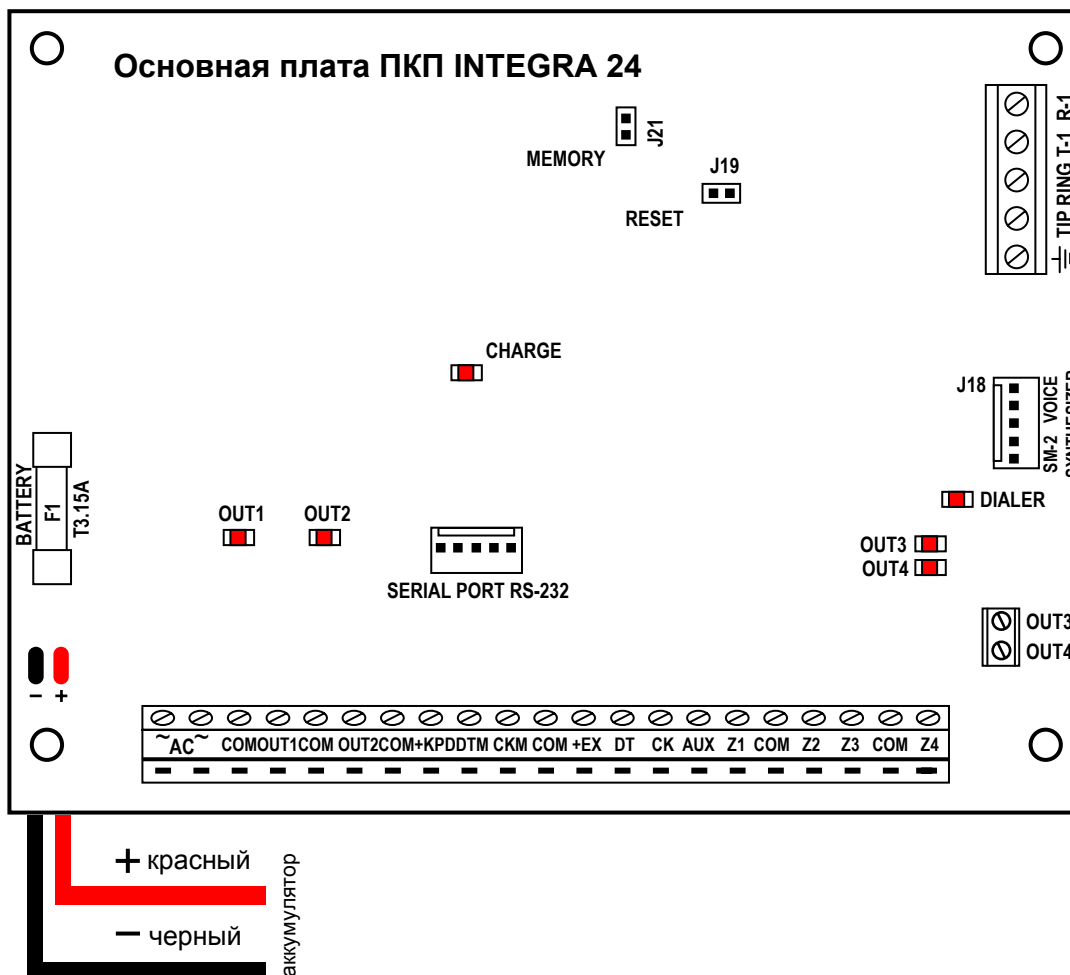 Основная плата ПКП INTEGRA 24
MEMORY
J21
J19
RESET
TIP RING T-1 R-1
CHARGE
J18
SM-2 VOICE
SYNTHESIZER
BATTERY
F1
T3.15A
OUT1
OUT2
DIALER
OUT3
OUT4
SERIAL PORT RS-232
OUT3
OUT4
− +
~AC~ COM OUT1 COM OUT2 COM +KPD DTM CKM COM +EX DT CK AUX Z1 COM Z2 Z3 COM Z4
+ красный
− черный
аккумулятор